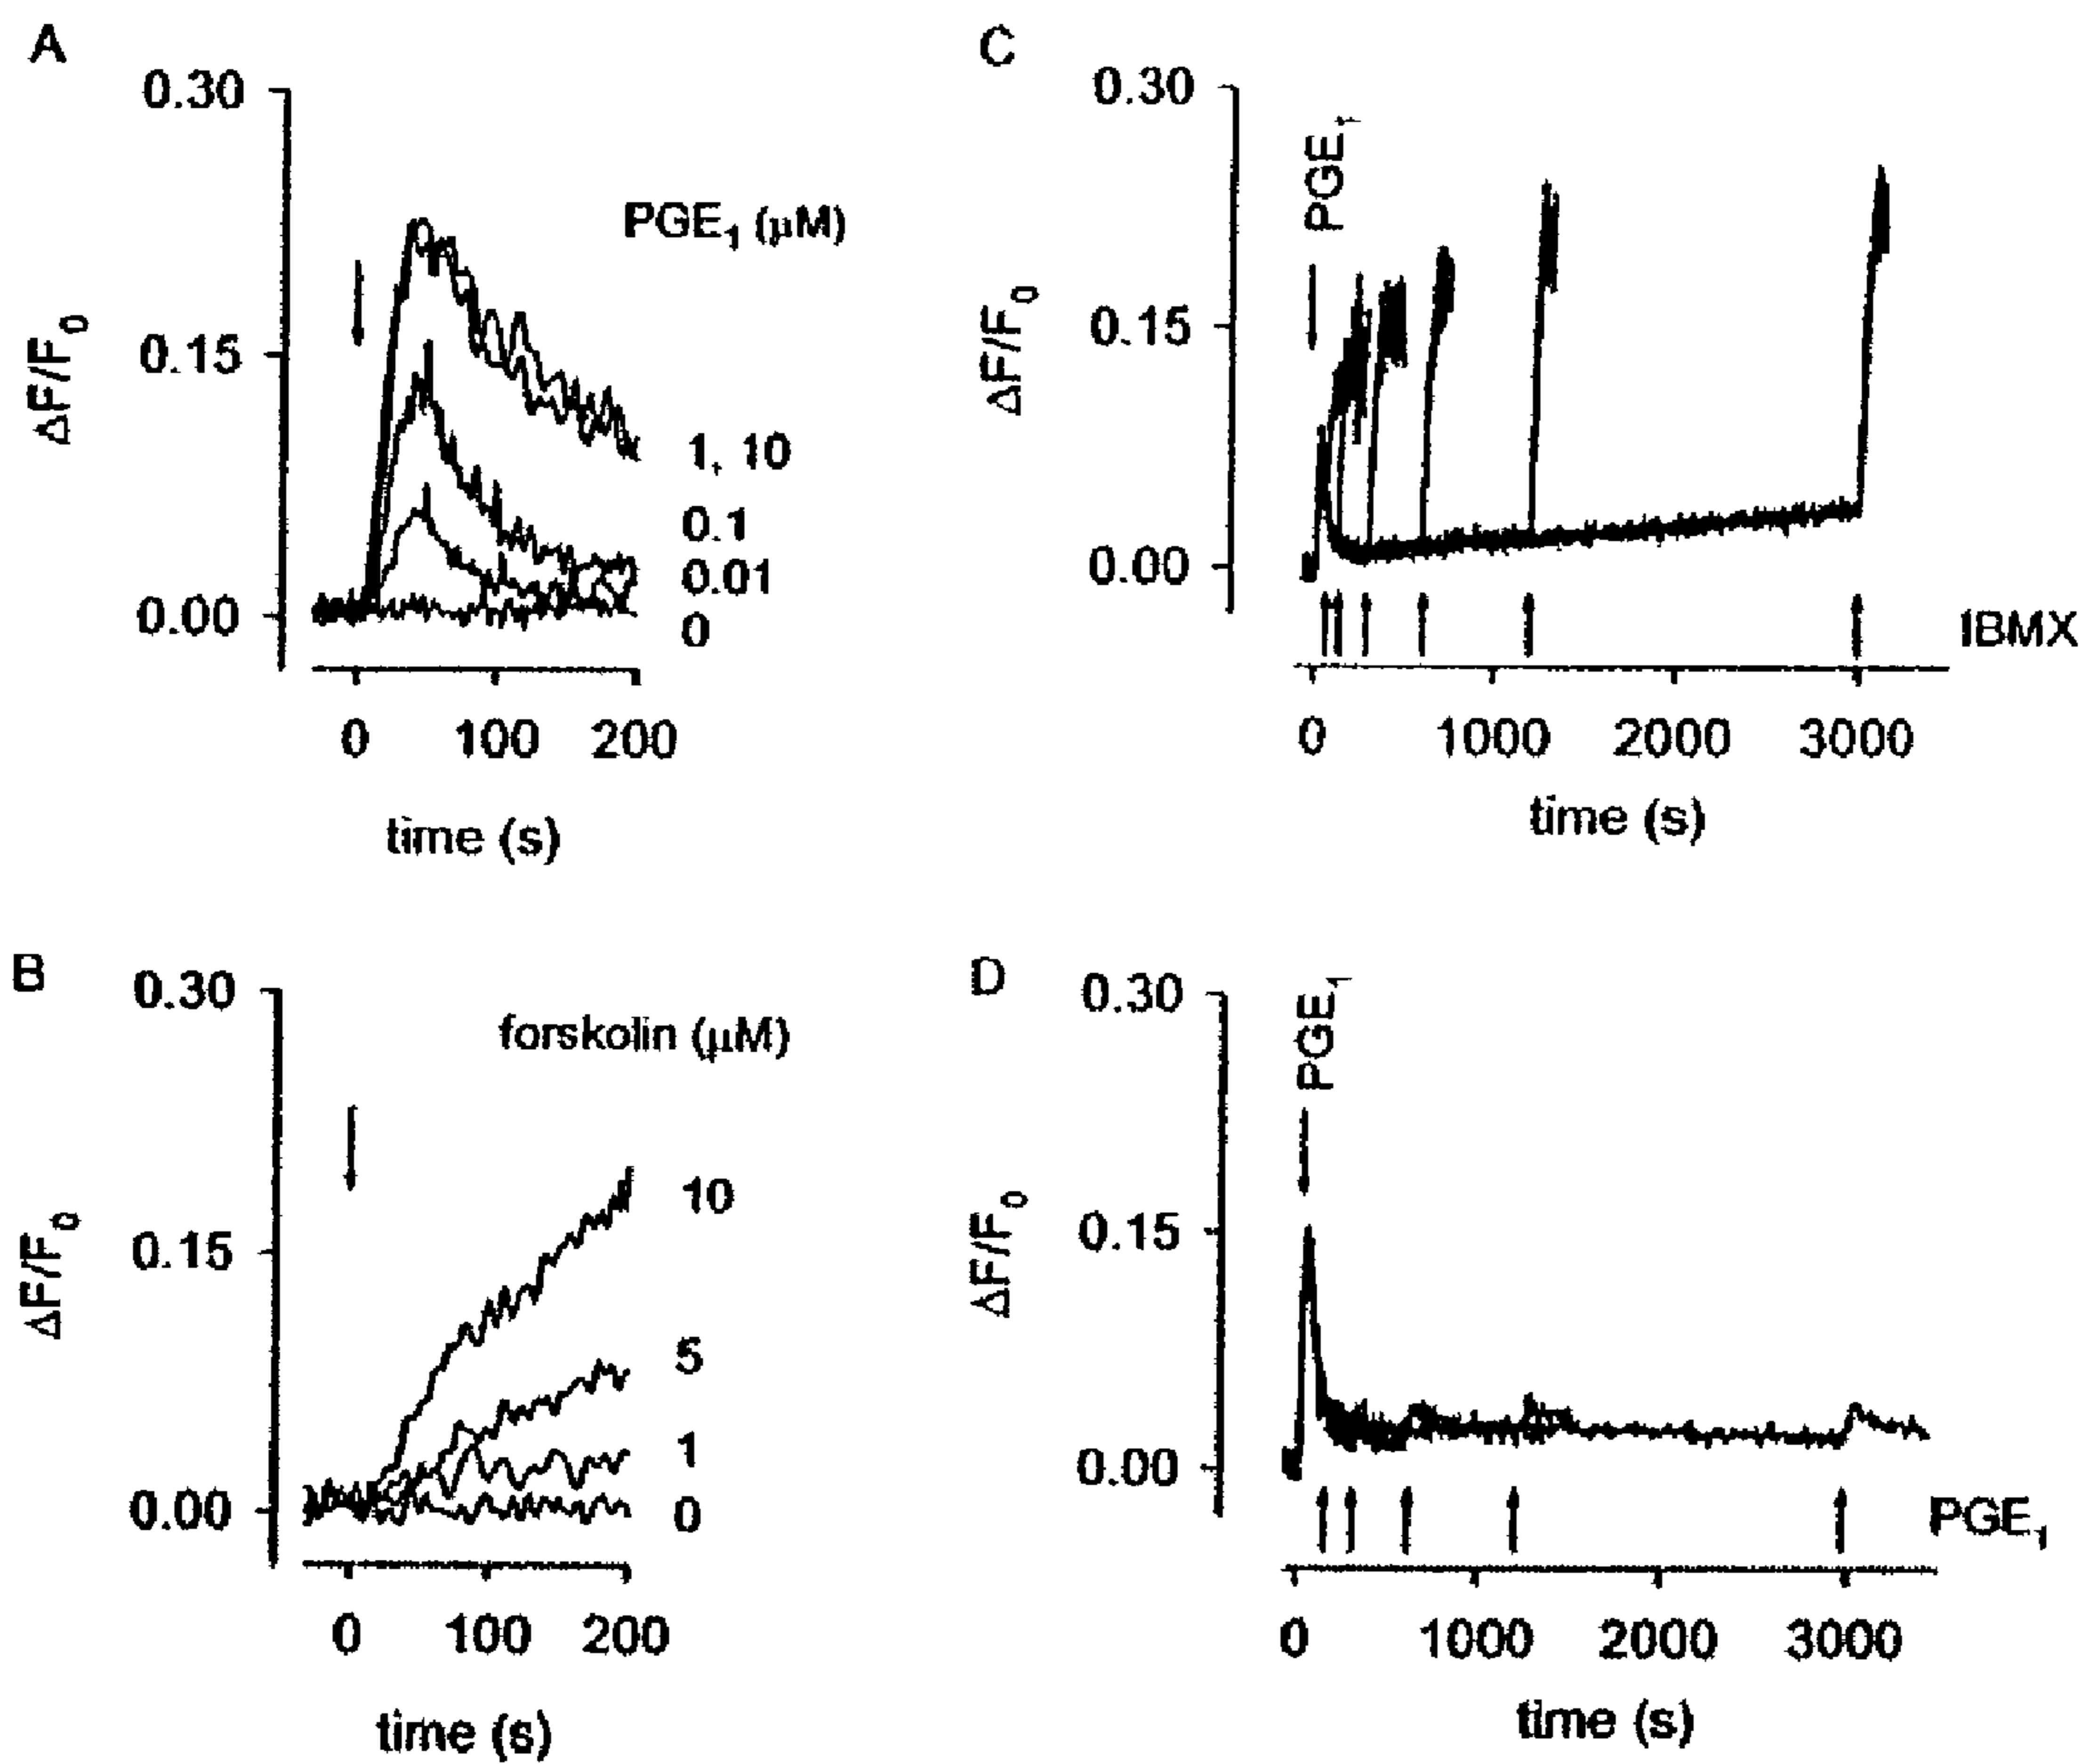 A
0.30
0.15
0.00
ΔF/F0
PGE1 (μM)
1, 10
0.1
0.01
0
0 100 200
time (s)
B
0.30
0.15
0.00
ΔF/F0
forskolin (μM)
10
5
1
0
0 100 200
time (s)
C
0.30
0.15
0.00
ΔF/F0
PGE1
IBMX
0 1000 2000 3000
time (s)
D
0.30
0.15
0.00
ΔF/F0
PGE1
PGE1
0 1000 2000 3000
time (s)